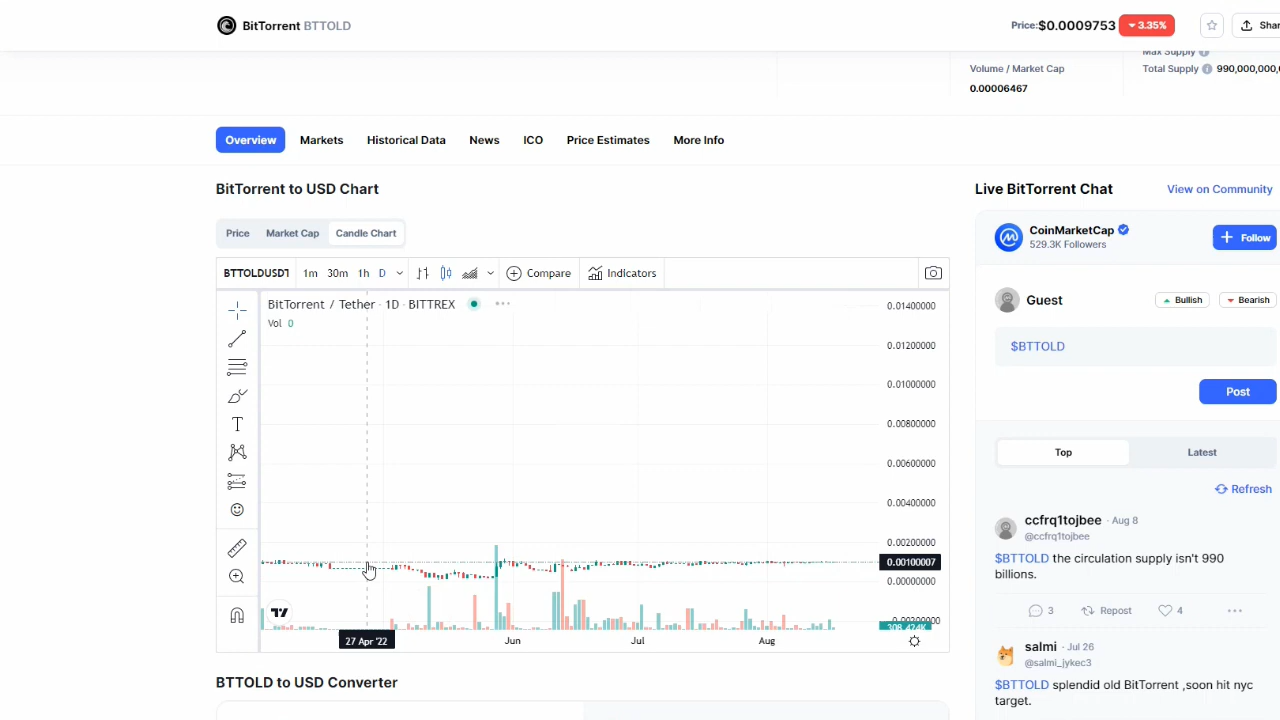 BitTorrent BTTOLD
Price:$0.0009753 3.35%
Share
Max Supply
Volume / Market Cap
Total Supply 990,000,000,
0.00006467
Overview Markets Historical Data News ICO Price Estimates More Info
BitTorrent to USD Chart
Price Market Cap Candle Chart
BTTOLDUSDT 1m 30m 1h D Compare Indicators
BitTorrent / Tether · 1D · BITTREX
Vol 0
0.01400000
0.01200000
0.01000000
0.00800000
0.00600000
0.00400000
0.00200000
0.00100007
0.00000000
308.424K
27 Apr '22 Jun Jul Aug
BTTOLD to USD Converter
Live BitTorrent Chat View on Community
CoinMarketCap
529.3K Followers
+ Follow
Guest Bullish Bearish
$BTTOLD
Post
Top Latest
Refresh
ccfrq1tojbee · Aug 8
@ccfrq1tojbee
$BTTOLD the circulation supply isn't 990
billions.
3 Repost 4
salmi · Jul 26
@salmi_jykec3
$BTTOLD splendid old BitTorrent ,soon hit nyc
target.